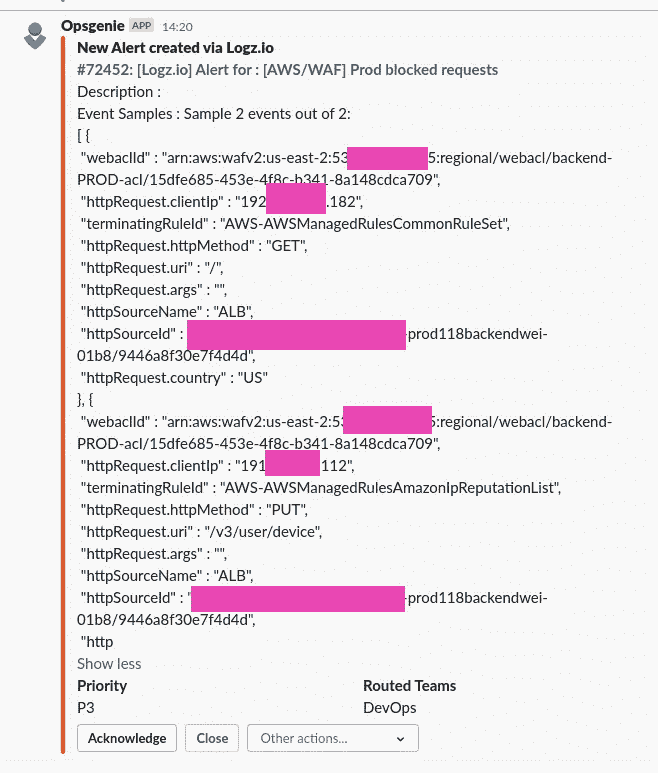 Opsgenie APP 14:20
New Alert created via Logz.io
#72452: [Logz.io] Alert for : [AWS/WAF] Prod blocked requests
Description :
Event Samples : Sample 2 events out of 2:
[ {
"webaclId" : "arn:aws:wafv2:us-east-2:53 5:regional/webacl/backend-
PROD-acl/15dfe685-453e-4f8c-b341-8a148cdca709",
"httpRequest.clientIp" : "192 .182",
"terminatingRuleId" : "AWS-AWSManagedRulesCommonRuleSet",
"httpRequest.httpMethod" : "GET",
"httpRequest.uri" : "/",
"httpRequest.args" : "",
"httpSourceName" : "ALB",
"httpSourceId" : -prod118backendwei-
01b8/9446a8f30e7f4d4d",
"httpRequest.country" : "US"
}, {
"webaclId" : "arn:aws:wafv2:us-east-2:53 5:regional/webacl/backend-
PROD-acl/15dfe685-453e-4f8c-b341-8a148cdca709",
"httpRequest.clientIp" : "191 112",
"terminatingRuleId" : "AWS-AWSManagedRulesAmazonIpReputationList",
"httpRequest.httpMethod" : "PUT",
"httpRequest.uri" : "/v3/user/device",
"httpRequest.args" : "",
"httpSourceName" : "ALB",
"httpSourceId" : " -prod118backendwei-
01b8/9446a8f30e7f4d4d",
"http
Show less
Priority Routed Teams
P3 DevOps
Acknowledge Close Other actions...